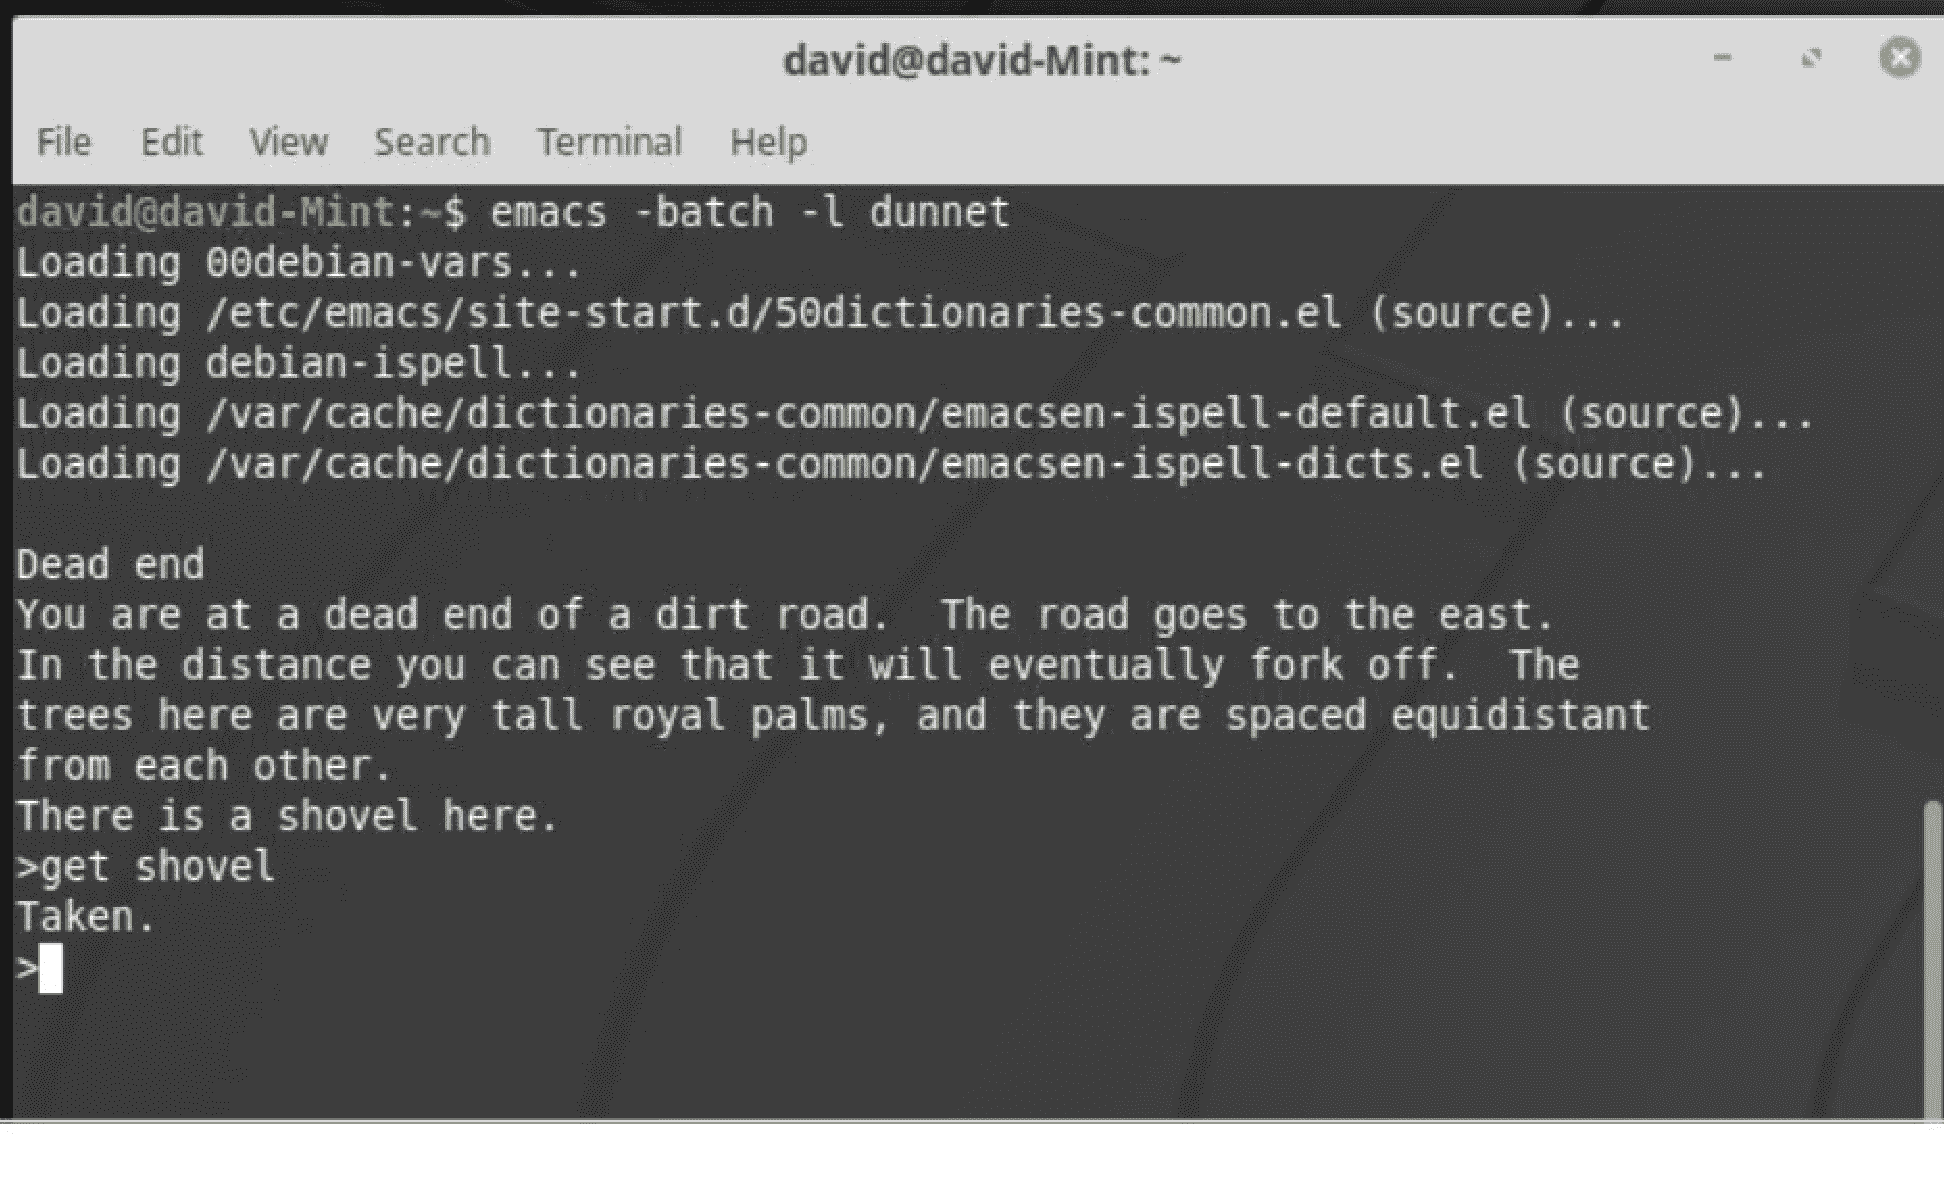 david@david-Mint: ~
File Edit View Search Terminal Help
david@david-Mint:~$ emacs -batch -l dunnet
Loading 00debian-vars...
Loading /etc/emacs/site-start.d/50dictionaries-common.el (source)...
Loading debian-ispell...
Loading /var/cache/dictionaries-common/emacsen-ispell-default.el (source)...
Loading /var/cache/dictionaries-common/emacsen-ispell-dicts.el (source)...

Dead end
You are at a dead end of a dirt road.  The road goes to the east.
In the distance you can see that it will eventually fork off.  The
trees here are very tall royal palms, and they are spaced equidistant
from each other.
There is a shovel here.
>get shovel
Taken.
>